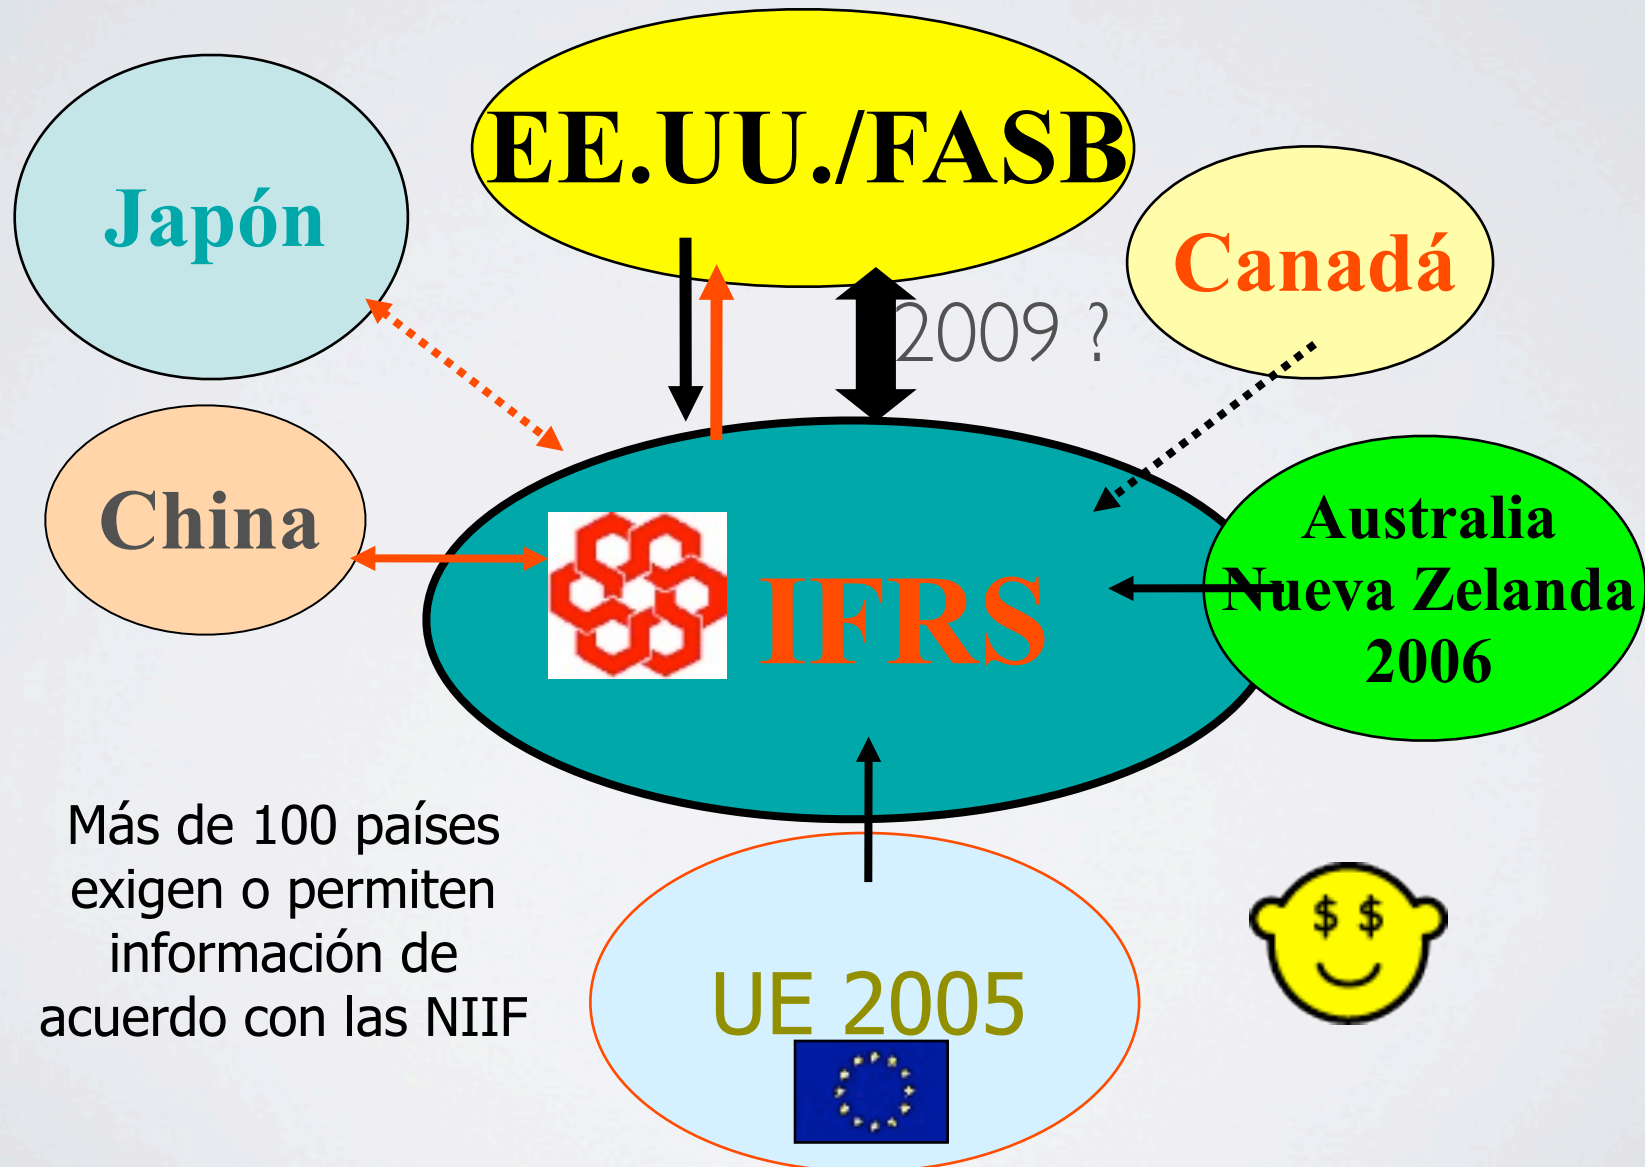 EE.UU./FASB
Japón
Canadá
2009 ?
China
Australia
Nueva Zelanda
2006
IFRS
Más de 100 países
exigen o permiten
información de
acuerdo con las NIIF
UE 2005
$ $